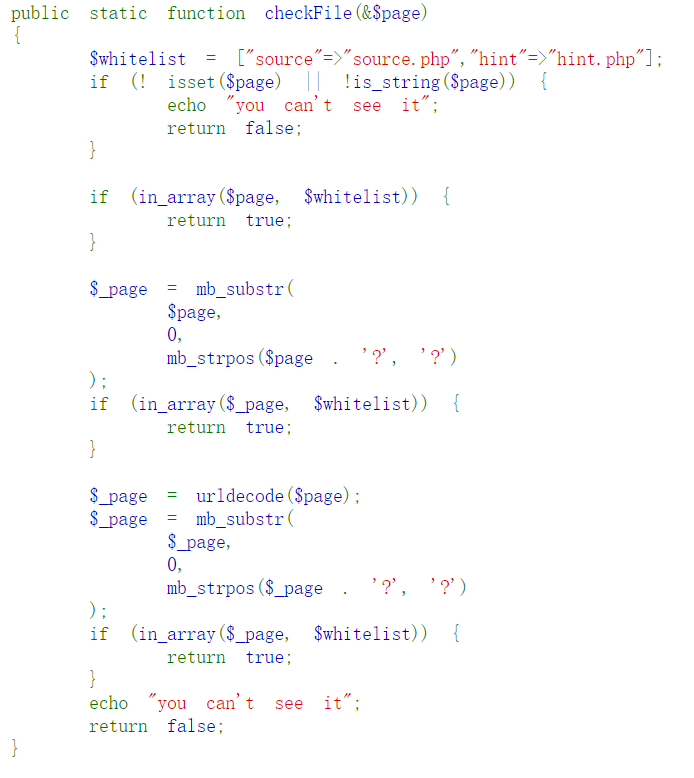 public static function checkFile(&$page)
{
$whitelist = ["source"=>"source.php","hint"=>"hint.php"];
if (! isset($page) || !is_string($page)) {
echo "you can't see it";
return false;
}
if (in_array($page, $whitelist)) {
return true;
}
$_page = mb_substr(
$page,
0,
mb_strpos($page . '?', '?')
);
if (in_array($_page, $whitelist)) {
return true;
}
$_page = urldecode($page);
$_page = mb_substr(
$_page,
0,
mb_strpos($_page . '?', '?')
);
if (in_array($_page, $whitelist)) {
return true;
}
echo "you can't see it";
return false;
}